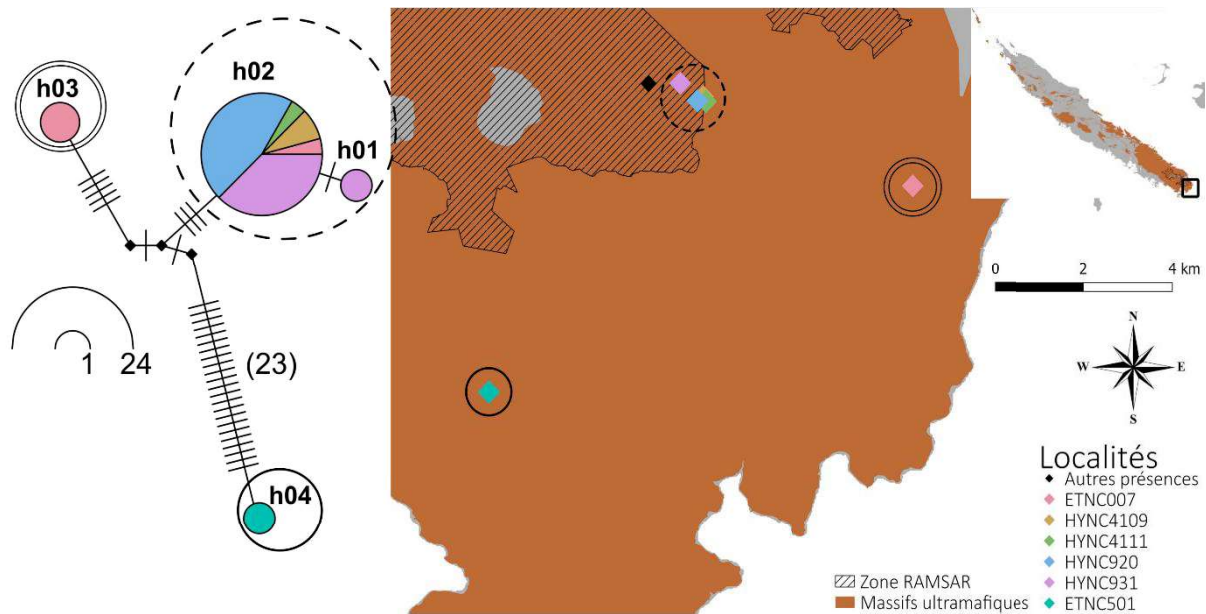 h03
h02
h01
1 24
(23)
h04
0 2 4 km
N
W E
S
Localités
Autres présences
ETNC007
HYNC4109
HYNC4111
HYNC920
HYNC931
ETNC501
Zone RAMSAR
Massifs ultramafiques